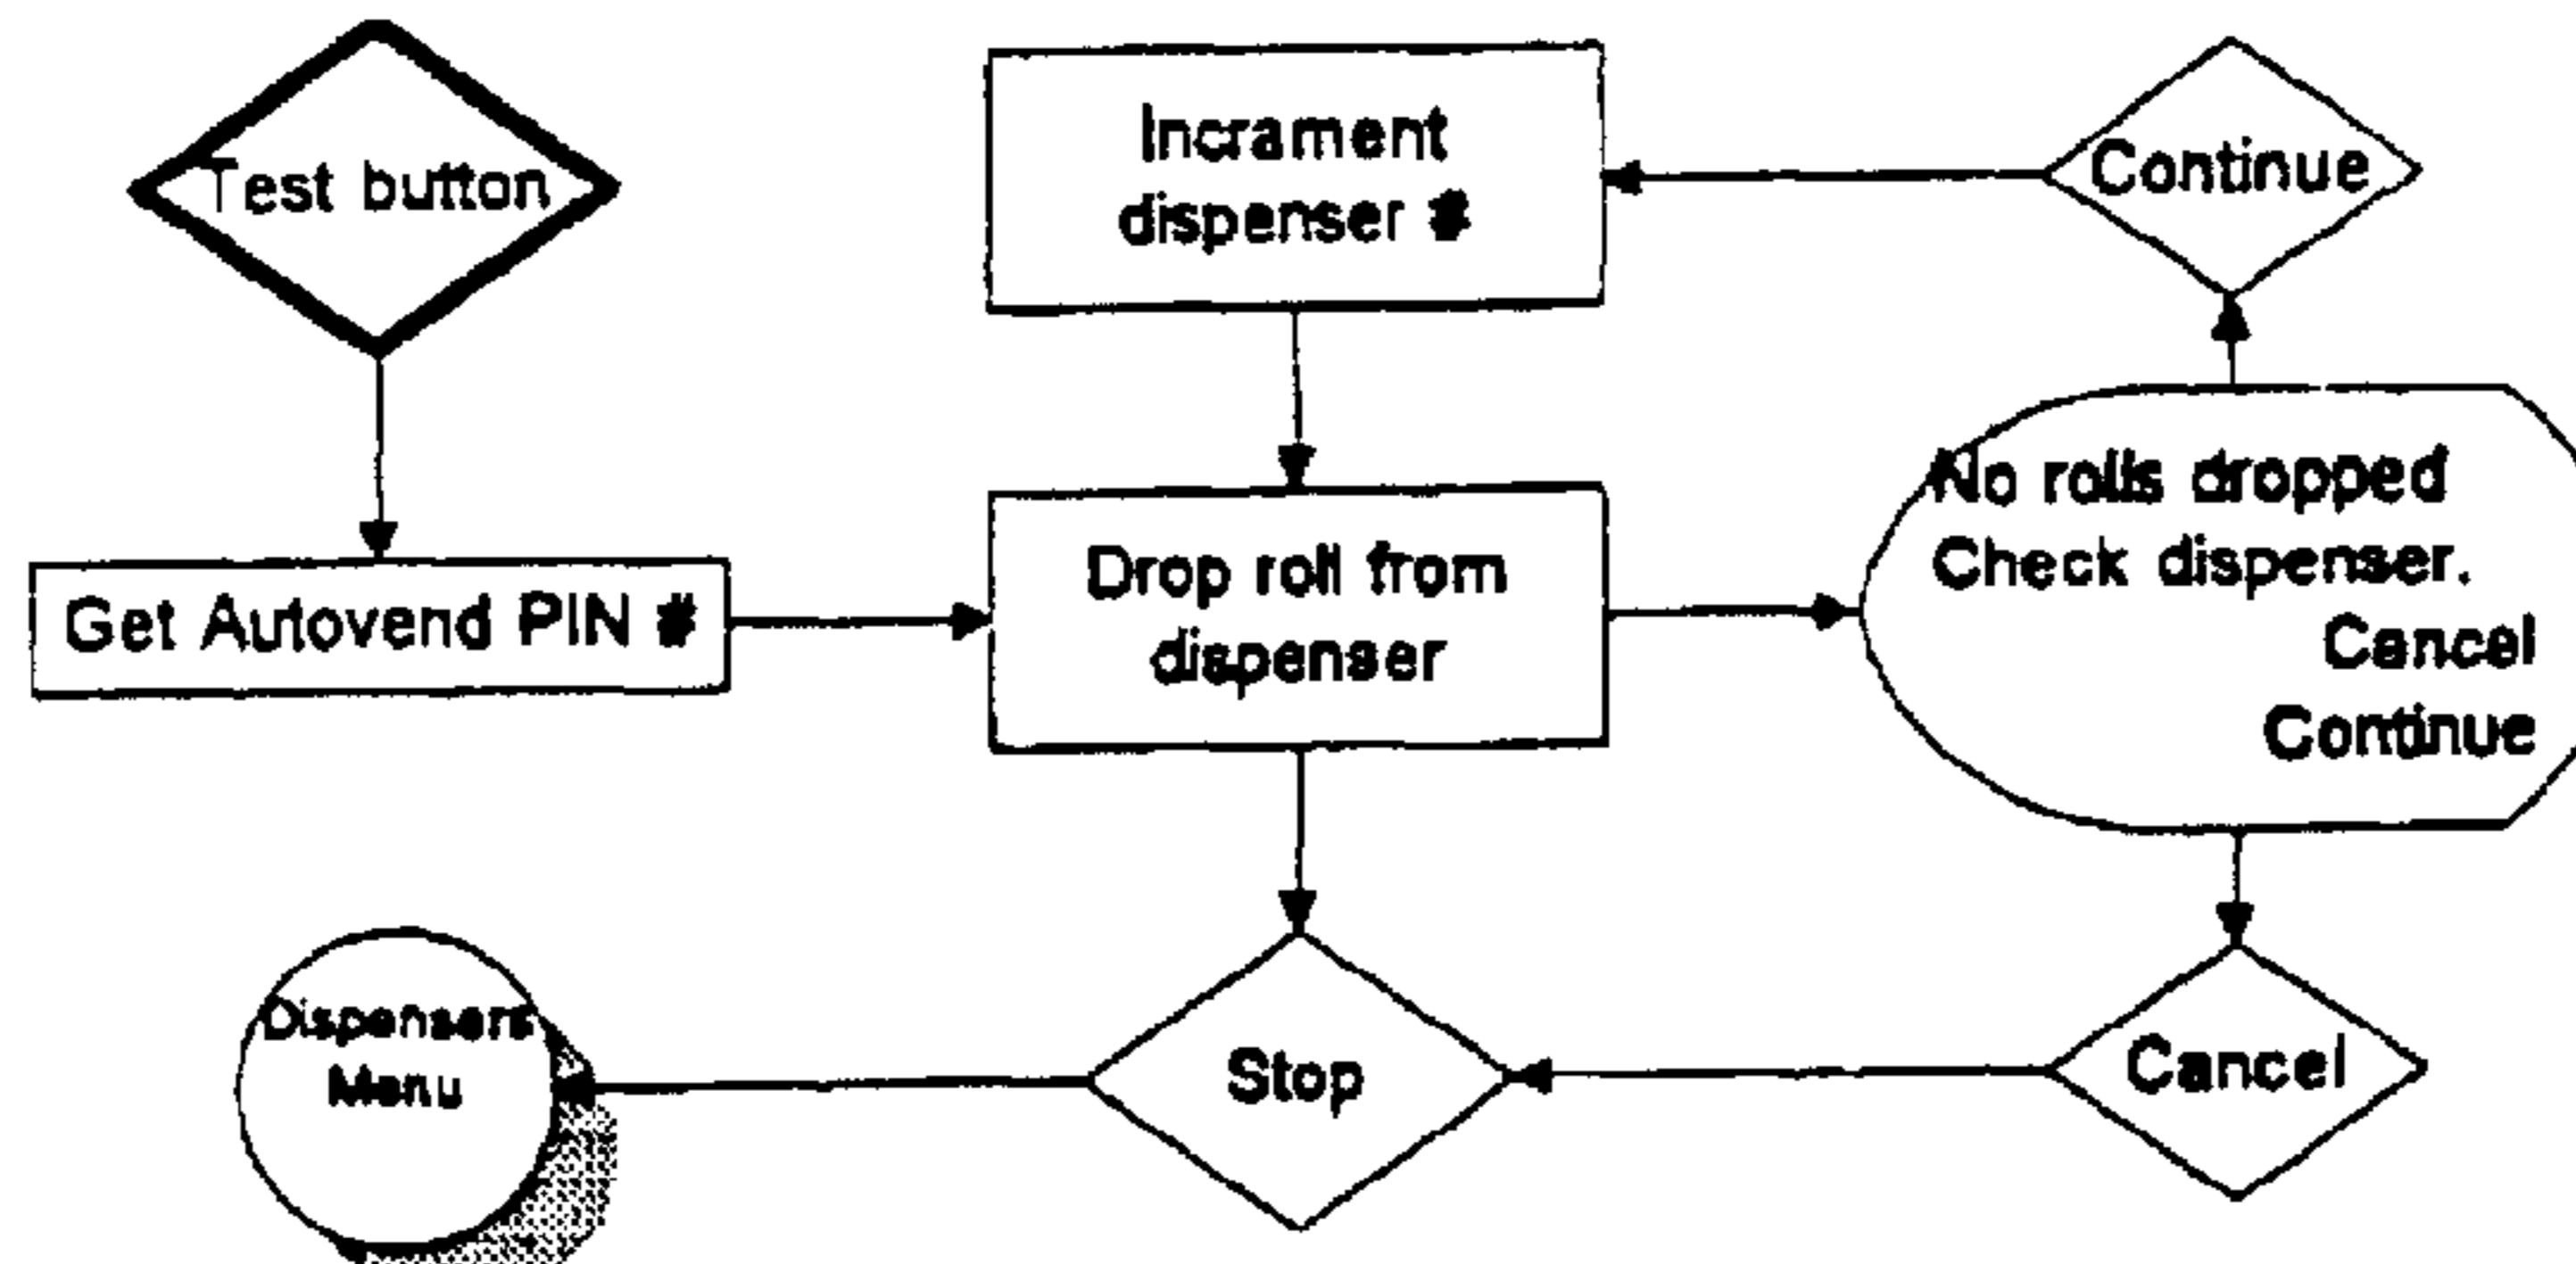 Test button
Incrament
dispenser #
Continue
Get Autovend PIN #
Drop roll from
dispenser
No rolls dropped
Check dispenser.
Cancel
Continue
Dispensers
Menu
Stop
Cancel